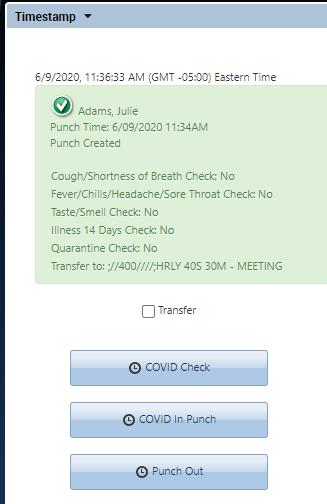 Timestamp
6/9/2020, 11:36:33 AM (GMT -05:00) Eastern Time
Adams, Julie
Punch Time: 6/09/2020 11:34AM
Punch Created
Cough/Shortness of Breath Check: No
Fever/Chills/Headache/Sore Throat Check: No
Taste/Smell Check: No
Illness 14 Days Check: No
Quarantine Check: No
Transfer to: ;//400////;HRLY 40S 30M - MEETING
Transfer
COVID Check
COVID In Punch
Punch Out